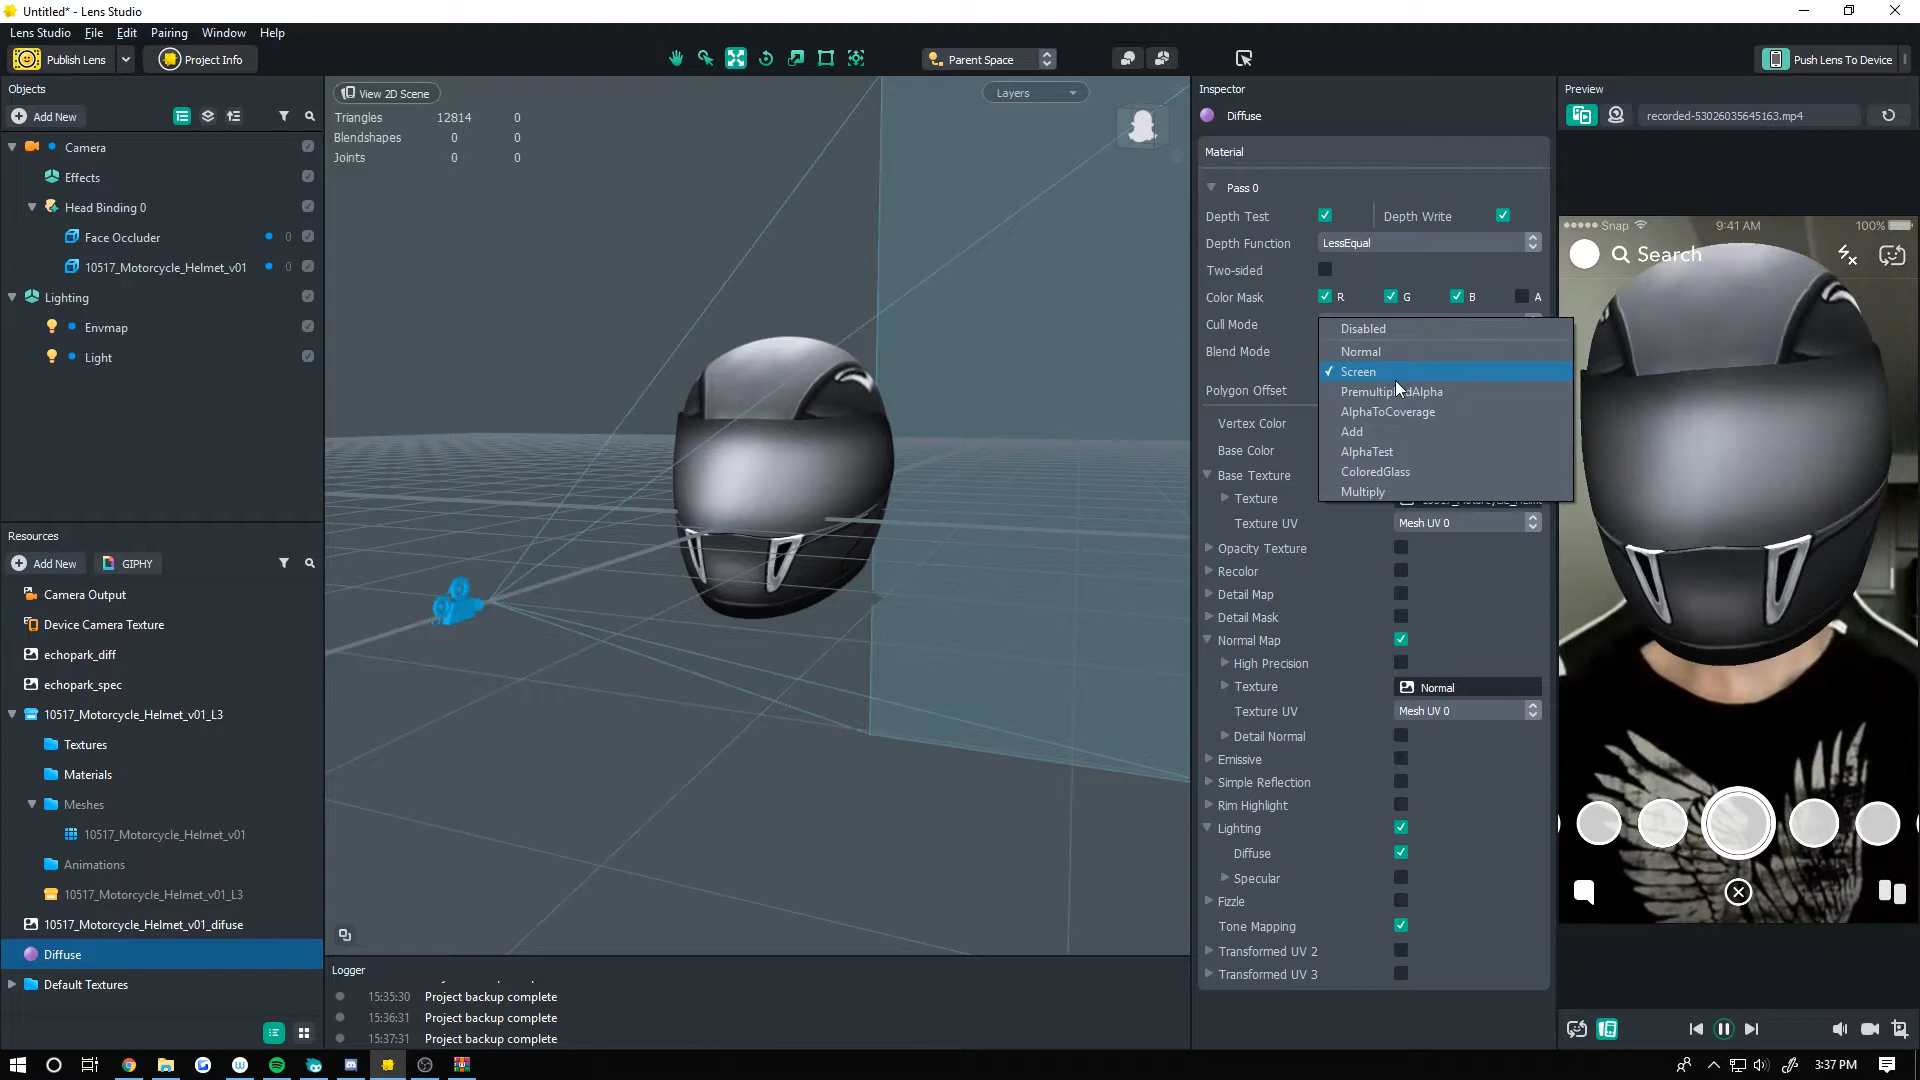 Untitled* - Lens Studio
Lens Studio File Edit Pairing Window Help
Publish Lens Project Info Parent Space Push Lens To Device
Objects
Add New
Camera
Effects
Head Binding 0
Face Occluder 0
10517_Motorcycle_Helmet_v01 0
Lighting
Envmap
Light
Resources
Add New GIPHY
Camera Output
Device Camera Texture
echopark_diff
echopark_spec
10517_Motorcycle_Helmet_v01_L3
Textures
Materials
Meshes
10517_Motorcycle_Helmet_v01
Animations
10517_Motorcycle_Helmet_v01_L3
10517_Motorcycle_Helmet_v01_difuse
Diffuse
Default Textures
View 2D Scene Layers
Triangles 12814 0
Blendshapes 0 0
Joints 0 0
Logger
15:35:30 Project backup complete
15:36:31 Project backup complete
15:37:31 Project backup complete
Inspector
Diffuse
Material
Pass 0
Depth Test Depth Write
Depth Function LessEqual
Two-sided
Color Mask R G B A
Cull Mode
Blend Mode
Polygon Offset
Disabled
Normal
Screen
AlphaToCoverage
Add
AlphaTest
ColoredGlass
Multiply
Vertex Color
Base Color
Base Texture
Texture
Texture UV Mesh UV 0
Opacity Texture
Recolor
Detail Map
Detail Mask
Normal Map
High Precision
Texture Normal
Texture UV Mesh UV 0
Detail Normal
Emissive
Simple Reflection
Rim Highlight
Lighting
Diffuse
Specular
Fizzle
Tone Mapping
Transformed UV 2
Transformed UV 3
Preview
recorded-53026035645163.mp4
Snap 9:41 AM 100%
Search
3:37 PM